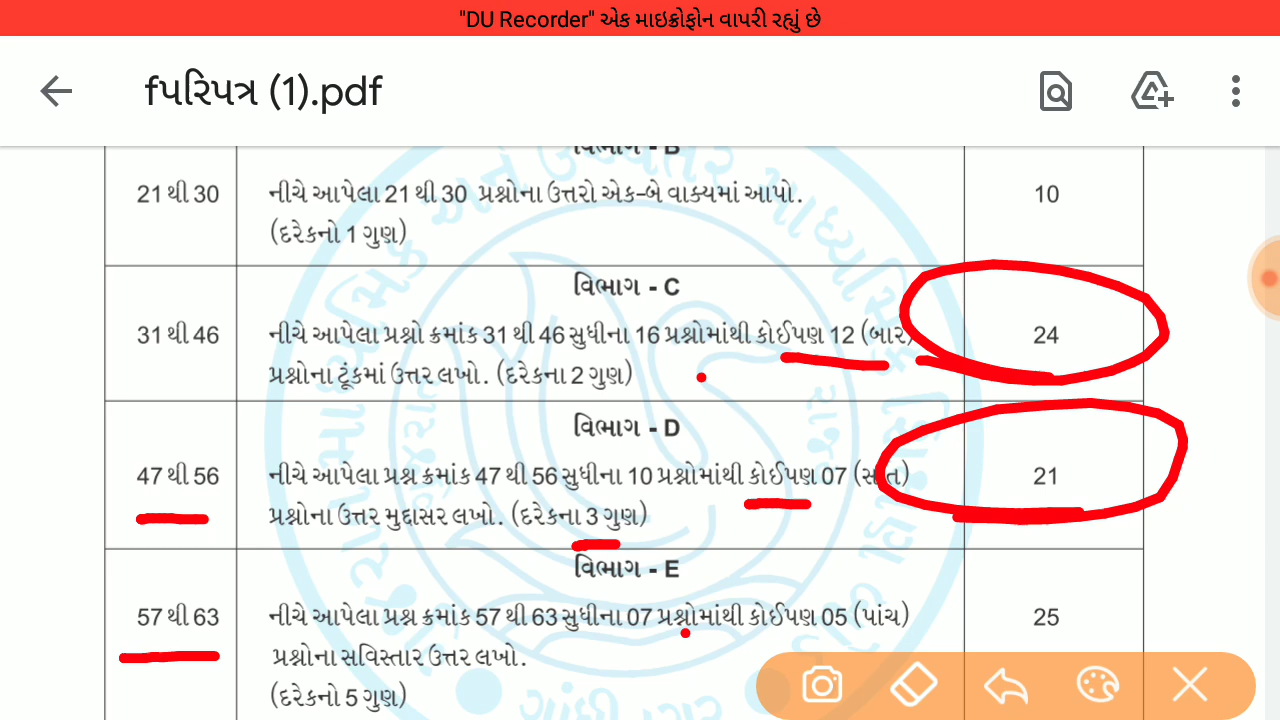 "DU Recorder" એક માઇક્રોફોન વાપરી રહ્યું છે
fપરિપત્ર (1).pdf
વિભાગ - B
21 થી 30 નીચે આપેલા 21 થી 30 પ્રશ્નોના ઉત્તરો એક-બે વાક્યમાં આપો. 10
(દરેકનો 1 ગુણ)
વિભાગ - C
31 થી 46 નીચે આપેલા પ્રશ્નો ક્રમાંક 31 થી 46 સુધીના 16 પ્રશ્નોમાંથી કોઈપણ 12 (બાર) 24
પ્રશ્નોના ટૂંકમાં ઉત્તર લખો. (દરેકના 2 ગુણ)
વિભાગ - D
47 થી 56 નીચે આપેલા પ્રશ્ન ક્રમાંક 47 થી 56 સુધીના 10 પ્રશ્નોમાંથી કોઈપણ 07 (સાત) 21
પ્રશ્નોના ઉત્તર મુદ્દાસર લખો. (દરેકના 3 ગુણ)
વિભાગ - E
57 થી 63 નીચે આપેલા પ્રશ્ન ક્રમાંક 57 થી 63 સુધીના 07 પ્રશ્નોમાંથી કોઈપણ 05 (પાંચ) 25
પ્રશ્નોના સવિસ્તાર ઉત્તર લખો.
(દરેકનો 5 ગુણ)